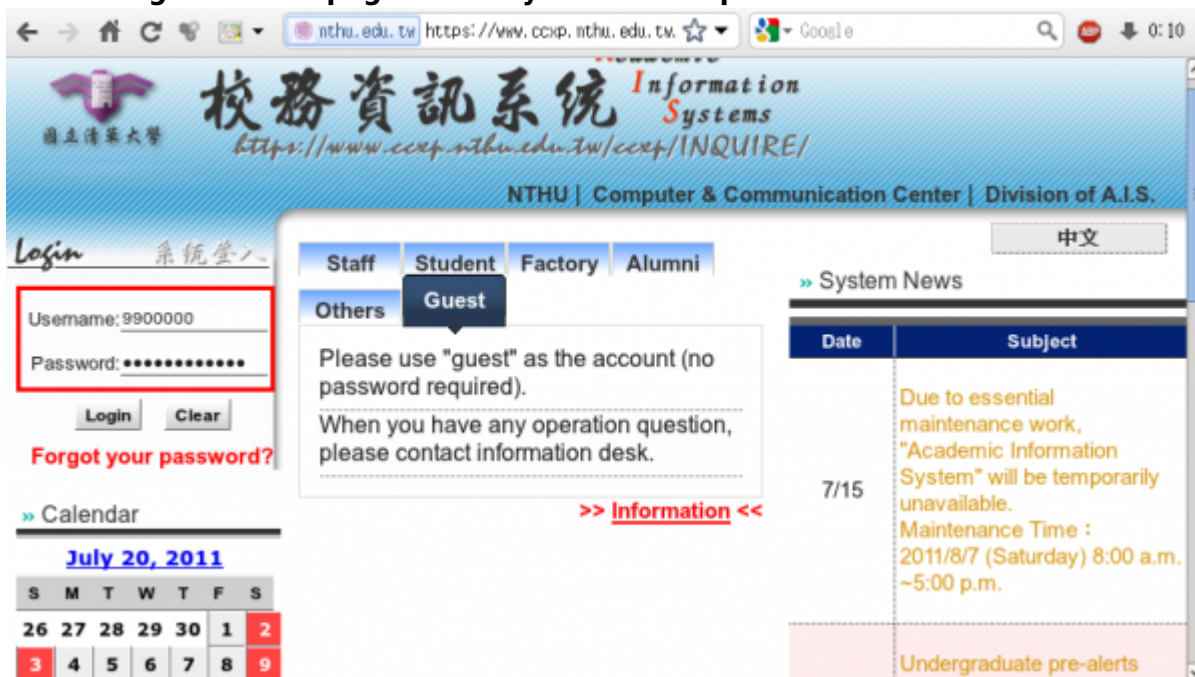 nthu.edu.tw https://www.ccxp.nthu.edu.tw. Google 0:10
Academic
校務資訊系統 Information
Systems
國立清華大學
https://www.ccxp.nthu.edu.tw/ccxp/INQUIRE/
NTHU | Computer & Communication Center | Division of A.I.S.
中文
Login 系統登入
Username: 9900000
Password: ••••••••••••
Login Clear
Forgot your password?
» Calendar
July 20, 2011
S M T W T F S
26 27 28 29 30 1 2
3 4 5 6 7 8 9
Staff Student Factory Alumni
Others Guest
Please use "guest" as the account (no
password required).
When you have any operation question,
please contact information desk.
>> Information <<
» System News
Date Subject
7/15
Due to essential
maintenance work,
"Academic Information
System" will be temporarily
unavailable.
Maintenance Time：
2011/8/7 (Saturday) 8:00 a.m.
~5:00 p.m.
Undergraduate pre-alerts